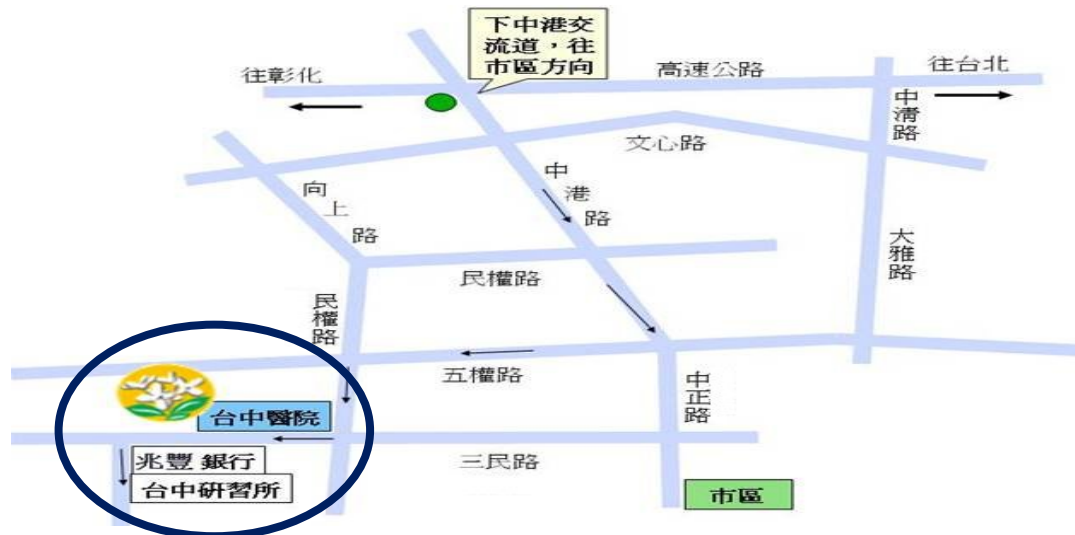 下中港交
流道，往
市區方向
往彰化
高速公路
往台北
中清路
文心路
中港路
向上路
大雅路
民權路
民權路
五權路
中正路
台中醫院
三民路
兆豐 銀行
台中研習所
市區